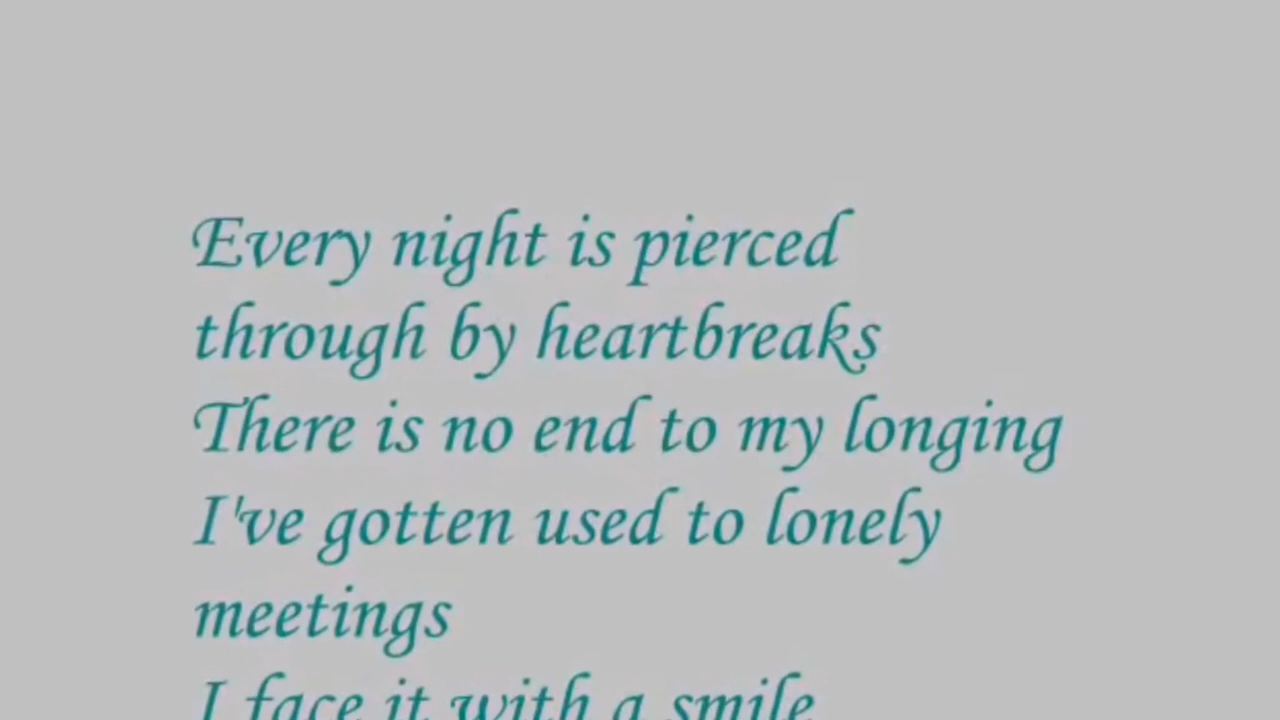 Every night is pierced
through by heartbreaks
There is no end to my longing
I've gotten used to lonely
meetings
I face it with a smile